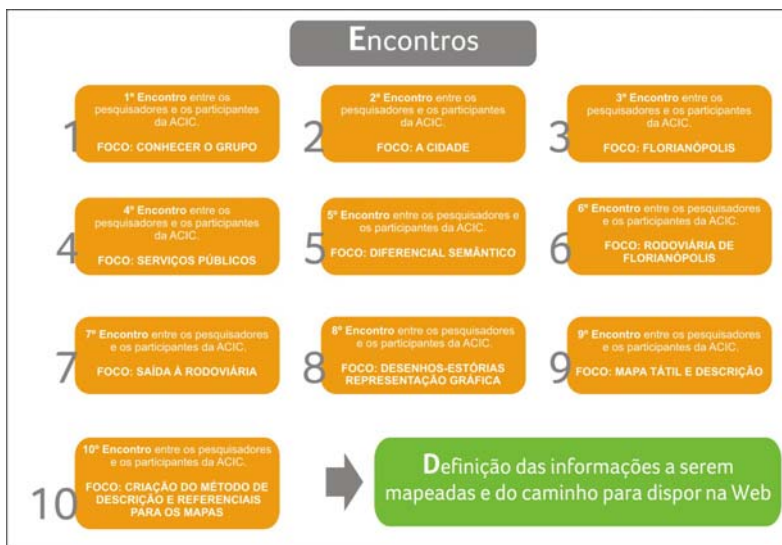 Encontros
1
1º Encontro entre os
pesquisadores e os participantes
da ACIC.
FOCO: CONHECER O GRUPO
2
2º Encontro entre os
pesquisadores e os participantes
da ACIC.
FOCO: A CIDADE
3
3º Encontro entre os
pesquisadores e os participantes
da ACIC.
FOCO: FLORIANÓPOLIS
4
4º Encontro entre os
pesquisadores e os participantes
da ACIC.
FOCO: SERVIÇOS PÚBLICOS
5
5º Encontro entre os pesquisadores e
os participantes da ACIC.
FOCO: DIFERENCIAL SEMÂNTICO
6
6º Encontro entre os pesquisadores
e os participantes da ACIC.
FOCO: RODOVIÁRIA DE
FLORIANÓPOLIS
7
7º Encontro entre os pesquisadores
e os participantes da ACIC.
FOCO: SAÍDA À RODOVIÁRIA
8
8º Encontro entre os pesquisadores
e os participantes da ACIC.
FOCO: DESENHOS-ESTÓRIAS
REPRESENTAÇÃO GRÁFICA
9
9º Encontro entre os pesquisadores
e os participantes da ACIC.
FOCO: MAPA TÁTIL E DESCRIÇÃO
10
10º Encontro entre os pesquisadores
e os participantes da ACIC.
FOCO: CRIAÇÃO DO MÉTODO DE
DESCRIÇÃO E REFERENCIAIS
PARA OS MAPAS
Definição das informações a serem
mapeadas e do caminho para dispor na Web